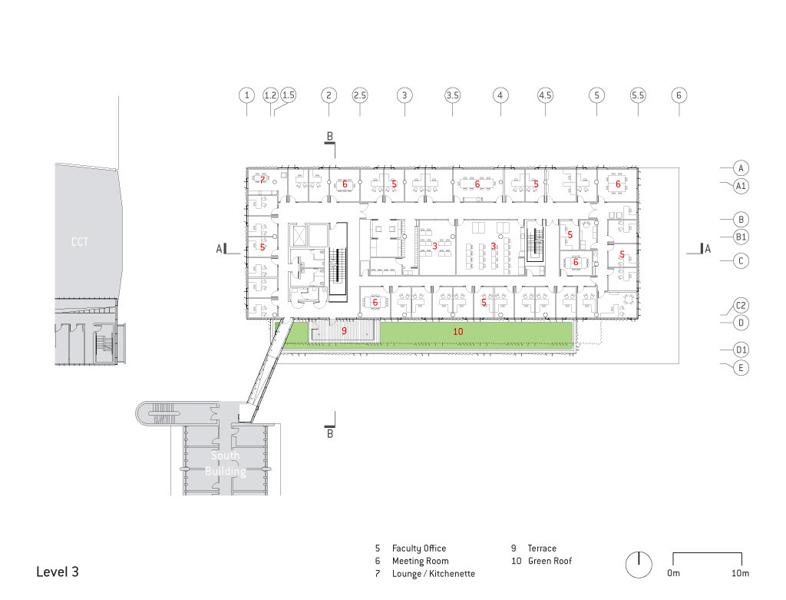 1 1.2 1.5 2 2.5 3 3.5 4 4.5 5 5.5 6
B
A
A1
7 6 5 6 5 6
B
CCT
5
B1
5 3 3 5
A A
6
C
6 5
C2
9 10
D
D1
E
B
South
Building
5 Faculty Office
9 Terrace
6 Meeting Room
10 Green Roof
7 Lounge / Kitchenette
Level 3
0m 10m